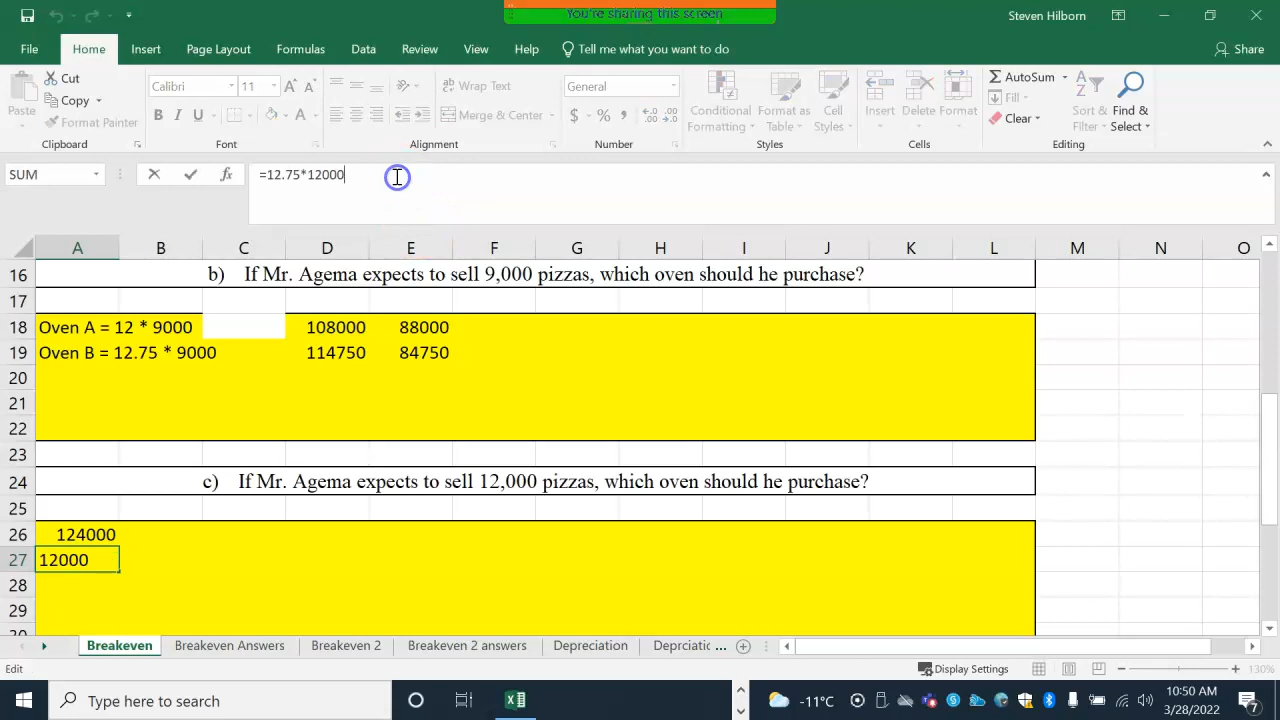 You're sharing this screen
Steven Hilborn
File Home Insert Page Layout Formulas Data Review View Help Tell me what you want to do Share
Paste Cut Copy Format Painter
Calibri 11
B I U A
Wrap Text
Merge & Center
General
$ %
Conditional Formatting
Format as Table
Cell Styles
Insert Delete Format
AutoSum
Fill
Clear
Sort & Filter
Find & Select
Clipboard Font Alignment Number Styles Cells Editing
SUM fx =12.75*12000
A B C D E F G H I J K L M N O
16 b) If Mr. Agema expects to sell 9,000 pizzas, which oven should he purchase?
17
18 Oven A = 12 * 9000 108000 88000
19 Oven B = 12.75 * 9000 114750 84750
20
21
22
23
24 c) If Mr. Agema expects to sell 12,000 pizzas, which oven should he purchase?
25
26 124000
27 12000
28
29
30
Breakeven Breakeven Answers Breakeven 2 Breakeven 2 answers Depreciation Deprciatic ...
Edit Display Settings 130%
Type here to search -11°C 10:50 AM
3/28/2022 7